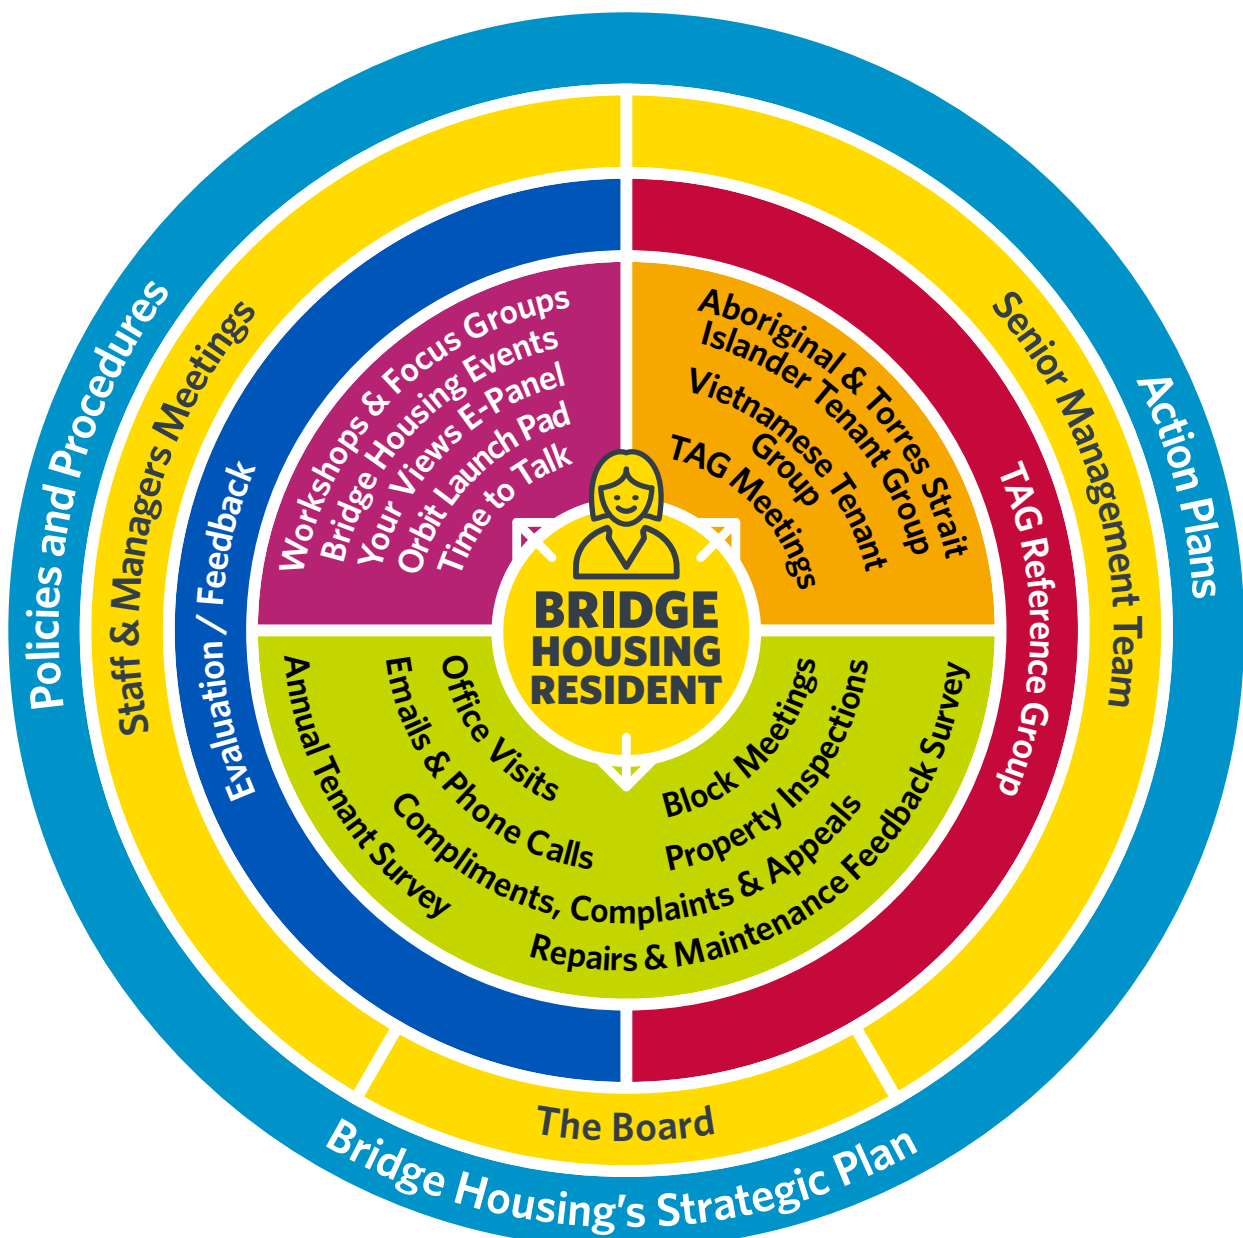 Policies and Procedures
Action Plans
Bridge Housing's Strategic Plan
Staff & Managers Meetings
Senior Management Team
The Board
Evaluation / Feedback
TAG Reference Group
Workshops & Focus Groups
Bridge Housing Events
Your Views E-Panel
Orbit Launch Pad
Time to Talk
Aboriginal & Torres Strait
Islander Tenant Group
Vietnamese Tenant
Group
TAG Meetings
BRIDGE
HOUSING
RESIDENT
Office Visits
Emails & Phone Calls
Annual Tenant Survey
Block Meetings
Property Inspections
Compliments, Complaints & Appeals
Repairs & Maintenance Feedback Survey